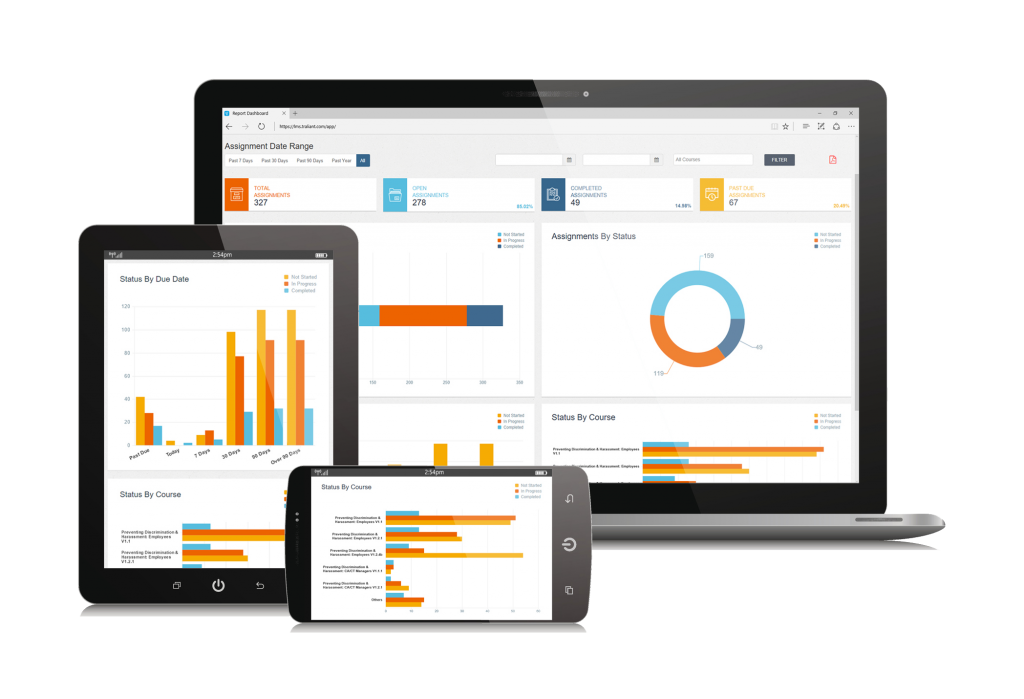 Report Dashboard
https://lms.traliant.com/app/
Assignment Date Range
Past 7 Days Past 30 Days Past 90 Days Past Year All
All Courses
FILTER
TOTAL
ASSIGNMENTS
327
OPEN
ASSIGNMENTS
278
COMPLETED
ASSIGNMENTS
49
14.98%
PAST DUE
ASSIGNMENTS
67
20.49%
Not Started
In Progress
Completed
150 200 250 300 350
Assignments By Status
Not Started
In Progress
Completed
159
49
119
Not Started
In Progress
Completed
Status By Course
Not Started
In Progress
Completed
Preventing Discrimination & Harassment: Employees
V1.1
Preventing Discrimination & Harassment: Employees
2:54pm
Status By Due Date
Not Started
In Progress
Completed
120
100
80
60
40
20
0
Past Due
Today
7 Days
30 Days
90 Days
Over 90 Days
Status By Course
Preventing Discrimination &
Harassment: Employees
V1.1
Preventing Discrimination &
Harassment: Employees
V1.2.1
2:54pm
Status By Course
Not Started
In Progress
Completed
Preventing Discrimination &
Harassment: Employees V1.1
Preventing Discrimination &
Harassment: Employees V1.2.1
Preventing Discrimination &
Harassment: Employees
Preventing Discrimination &
Harassment: CA/CT Managers V1.1.1
Preventing Discrimination &
Harassment: CA/CT Managers V1.2.1
Others
0 10 20 30 40 50 60